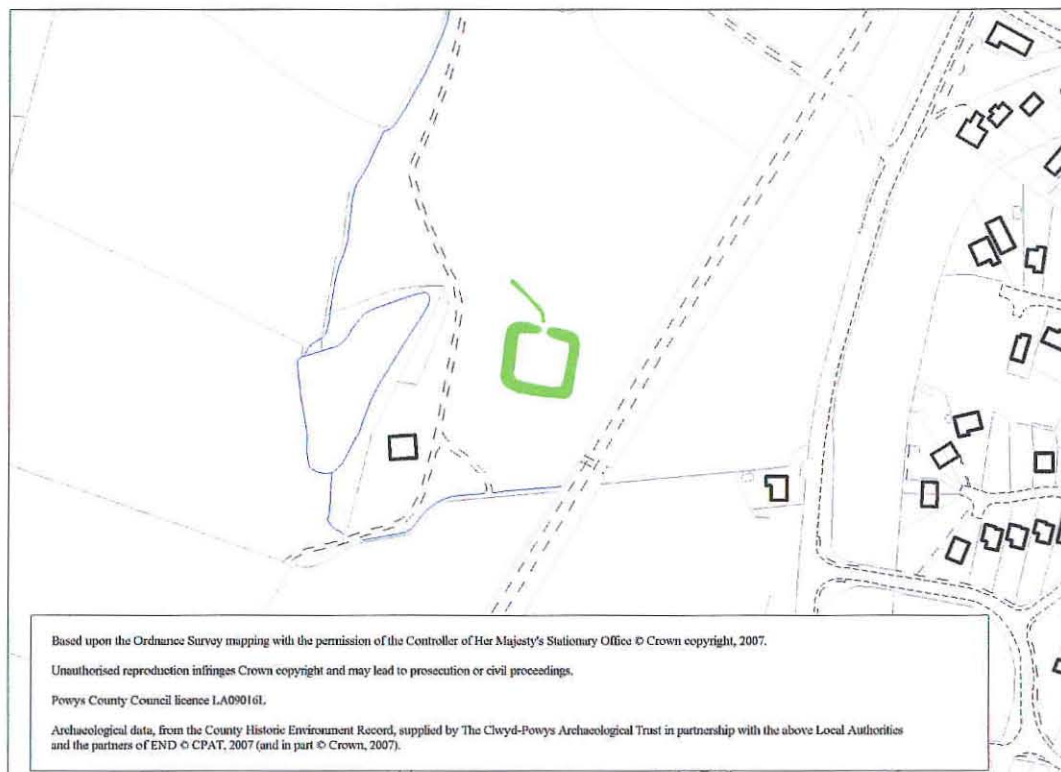 Based upon the Ordnance Survey mapping with the permission of the Controller of Her Majesty's Stationary Office © Crown copyright, 2007.
Unauthorised reproduction infringes Crown copyright and may lead to prosecution or civil proceedings.
Powys County Council licence LA09016L.
Archaeological data, from the County Historic Environment Record, supplied by The Clwyd-Powys Archaeological Trust in partnership with the above Local Authorities
and the partners of END © CPAT, 2007 (and in part © Crown, 2007).